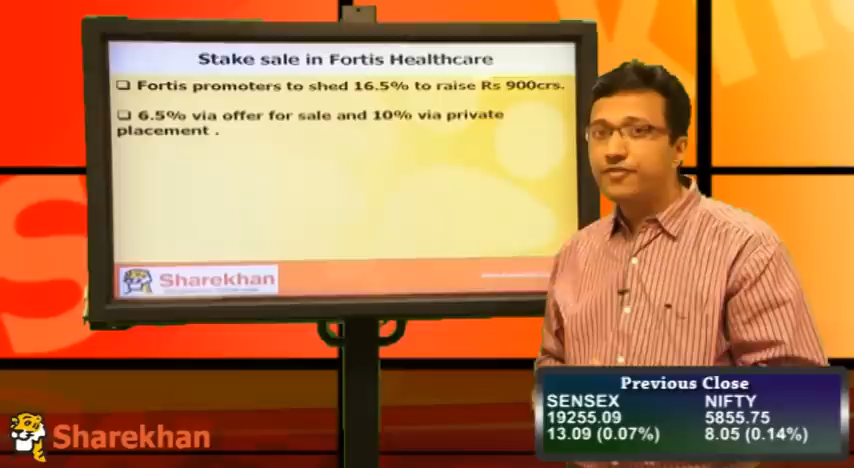 Stake sale in Fortis Healthcare
❑ Fortis promoters to shed 16.5% to raise Rs 900crs.
❑ 6.5% via offer for sale and 10% via private
placement .
Sharekhan
Previous Close
SENSEX NIFTY
19255.09 5855.75
13.09 (0.07%) 8.05 (0.14%)
Sharekhan